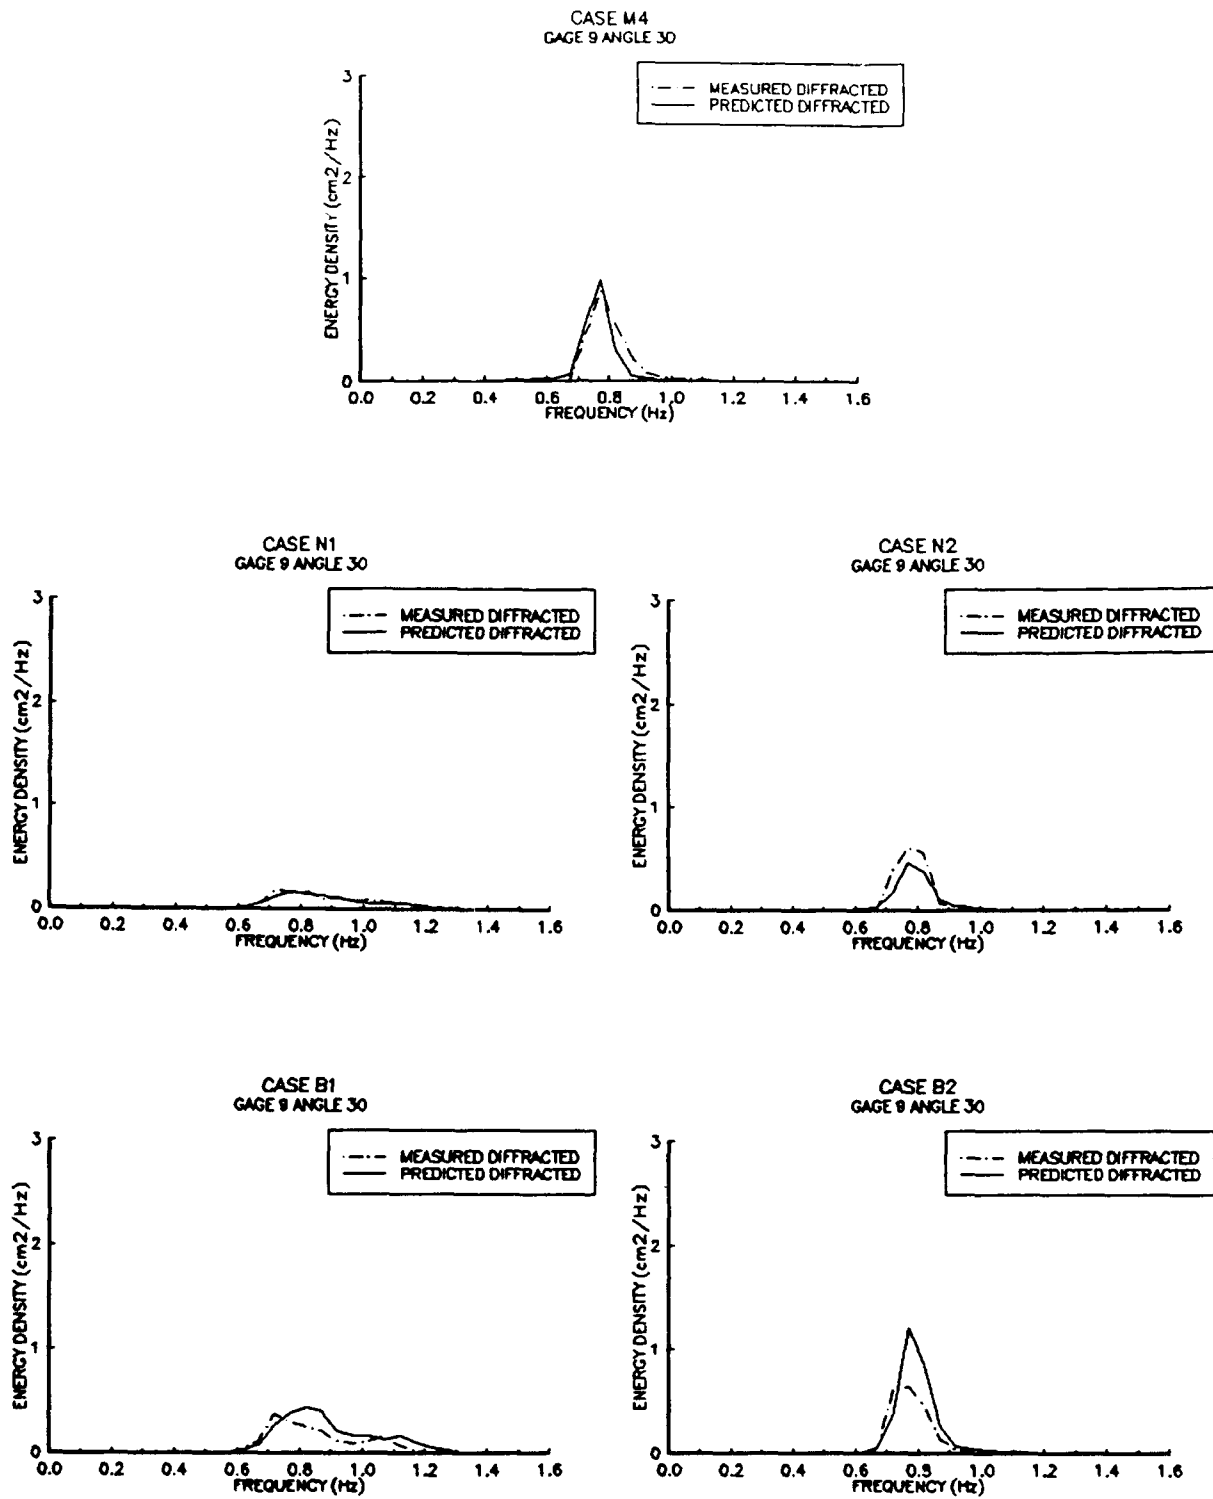 CASE M4
GAGE 9 ANGLE 30
MEASURED DIFFRACTED
PREDICTED DIFFRACTED
ENERGY DENSITY (cm2/Hz)
3
2
1
0
0.0 0.2 0.4 0.6 0.8 1.0 1.2 1.4 1.6
FREQUENCY (Hz)
CASE N1
GAGE 9 ANGLE 30
MEASURED DIFFRACTED
PREDICTED DIFFRACTED
ENERGY DENSITY (cm2/Hz)
3
2
1
0
0.0 0.2 0.4 0.6 0.8 1.0 1.2 1.4 1.6
FREQUENCY (Hz)
CASE N2
GAGE 9 ANGLE 30
MEASURED DIFFRACTED
PREDICTED DIFFRACTED
ENERGY DENSITY (cm2/Hz)
3
2
1
0
0.0 0.2 0.4 0.6 0.8 1.0 1.2 1.4 1.6
FREQUENCY (Hz)
CASE B1
GAGE 9 ANGLE 30
MEASURED DIFFRACTED
PREDICTED DIFFRACTED
ENERGY DENSITY (cm2/Hz)
3
2
1
0
0.0 0.2 0.4 0.6 0.8 1.0 1.2 1.4 1.6
FREQUENCY (Hz)
CASE B2
GAGE 9 ANGLE 30
MEASURED DIFFRACTED
PREDICTED DIFFRACTED
ENERGY DENSITY (cm2/Hz)
3
2
1
0
0.0 0.2 0.4 0.6 0.8 1.0 1.2 1.4 1.6
FREQUENCY (Hz)